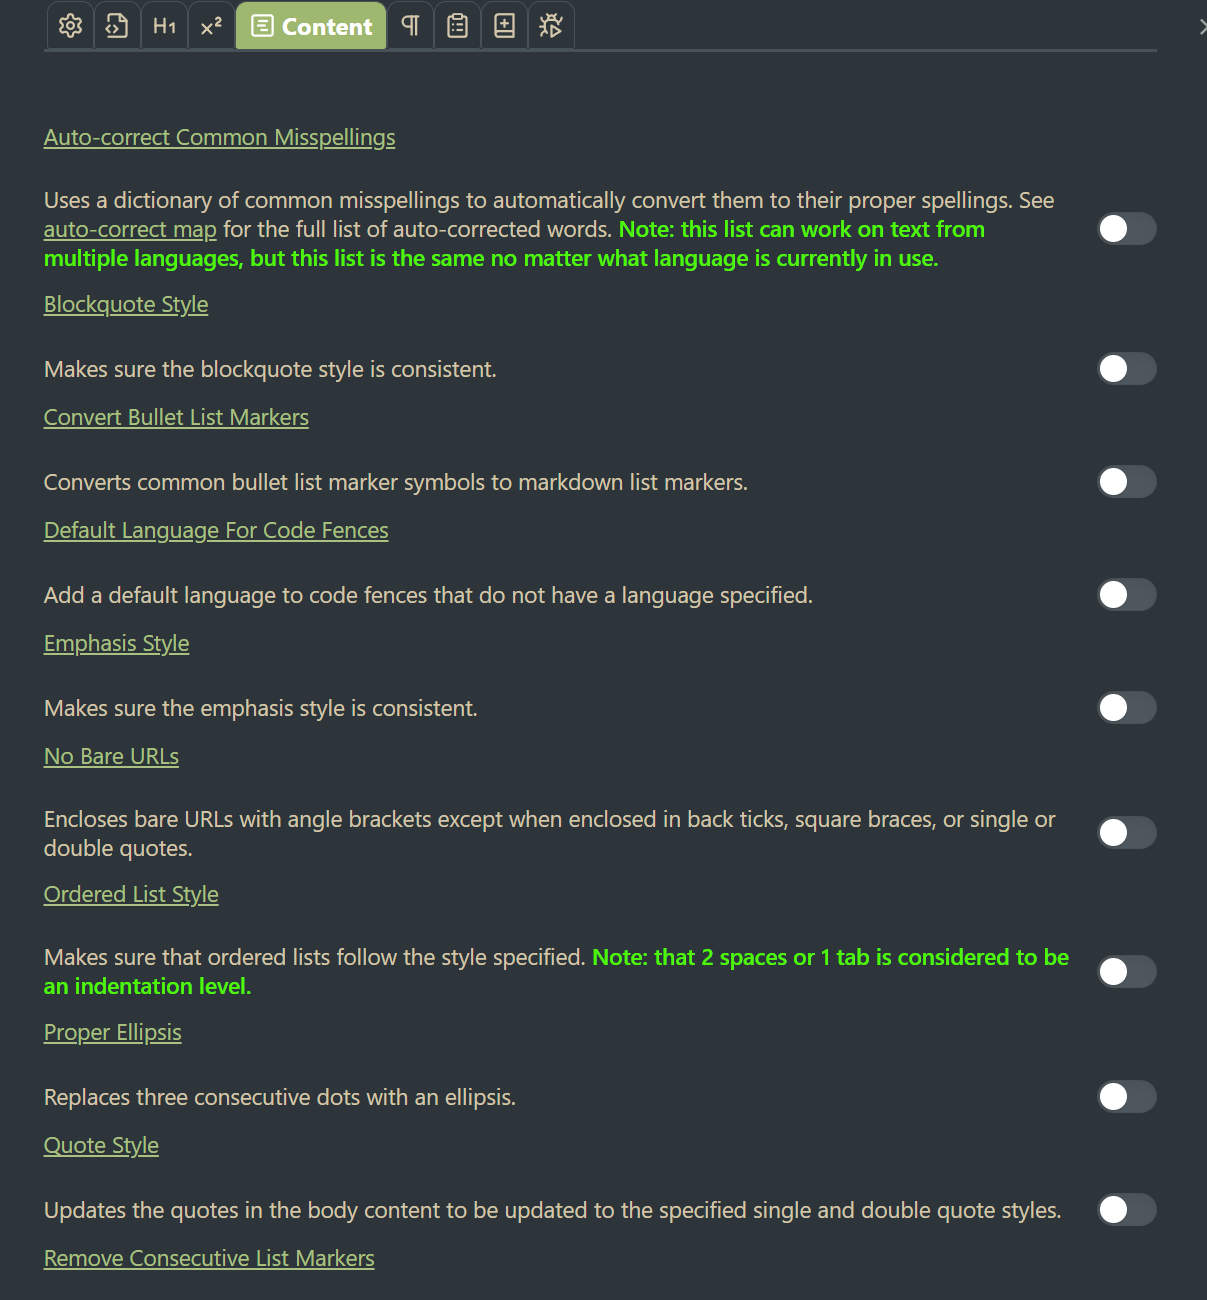 H1
x²
Content
Auto-correct Common Misspellings
Uses a dictionary of common misspellings to automatically convert them to their proper spellings. See
auto-correct map for the full list of auto-corrected words. Note: this list can work on text from
multiple languages, but this list is the same no matter what language is currently in use.
Blockquote Style
Makes sure the blockquote style is consistent.
Convert Bullet List Markers
Converts common bullet list marker symbols to markdown list markers.
Default Language For Code Fences
Add a default language to code fences that do not have a language specified.
Emphasis Style
Makes sure the emphasis style is consistent.
No Bare URLs
Encloses bare URLs with angle brackets except when enclosed in back ticks, square braces, or single or
double quotes.
Ordered List Style
Makes sure that ordered lists follow the style specified. Note: that 2 spaces or 1 tab is considered to be
an indentation level.
Proper Ellipsis
Replaces three consecutive dots with an ellipsis.
Quote Style
Updates the quotes in the body content to be updated to the specified single and double quote styles.
Remove Consecutive List Markers